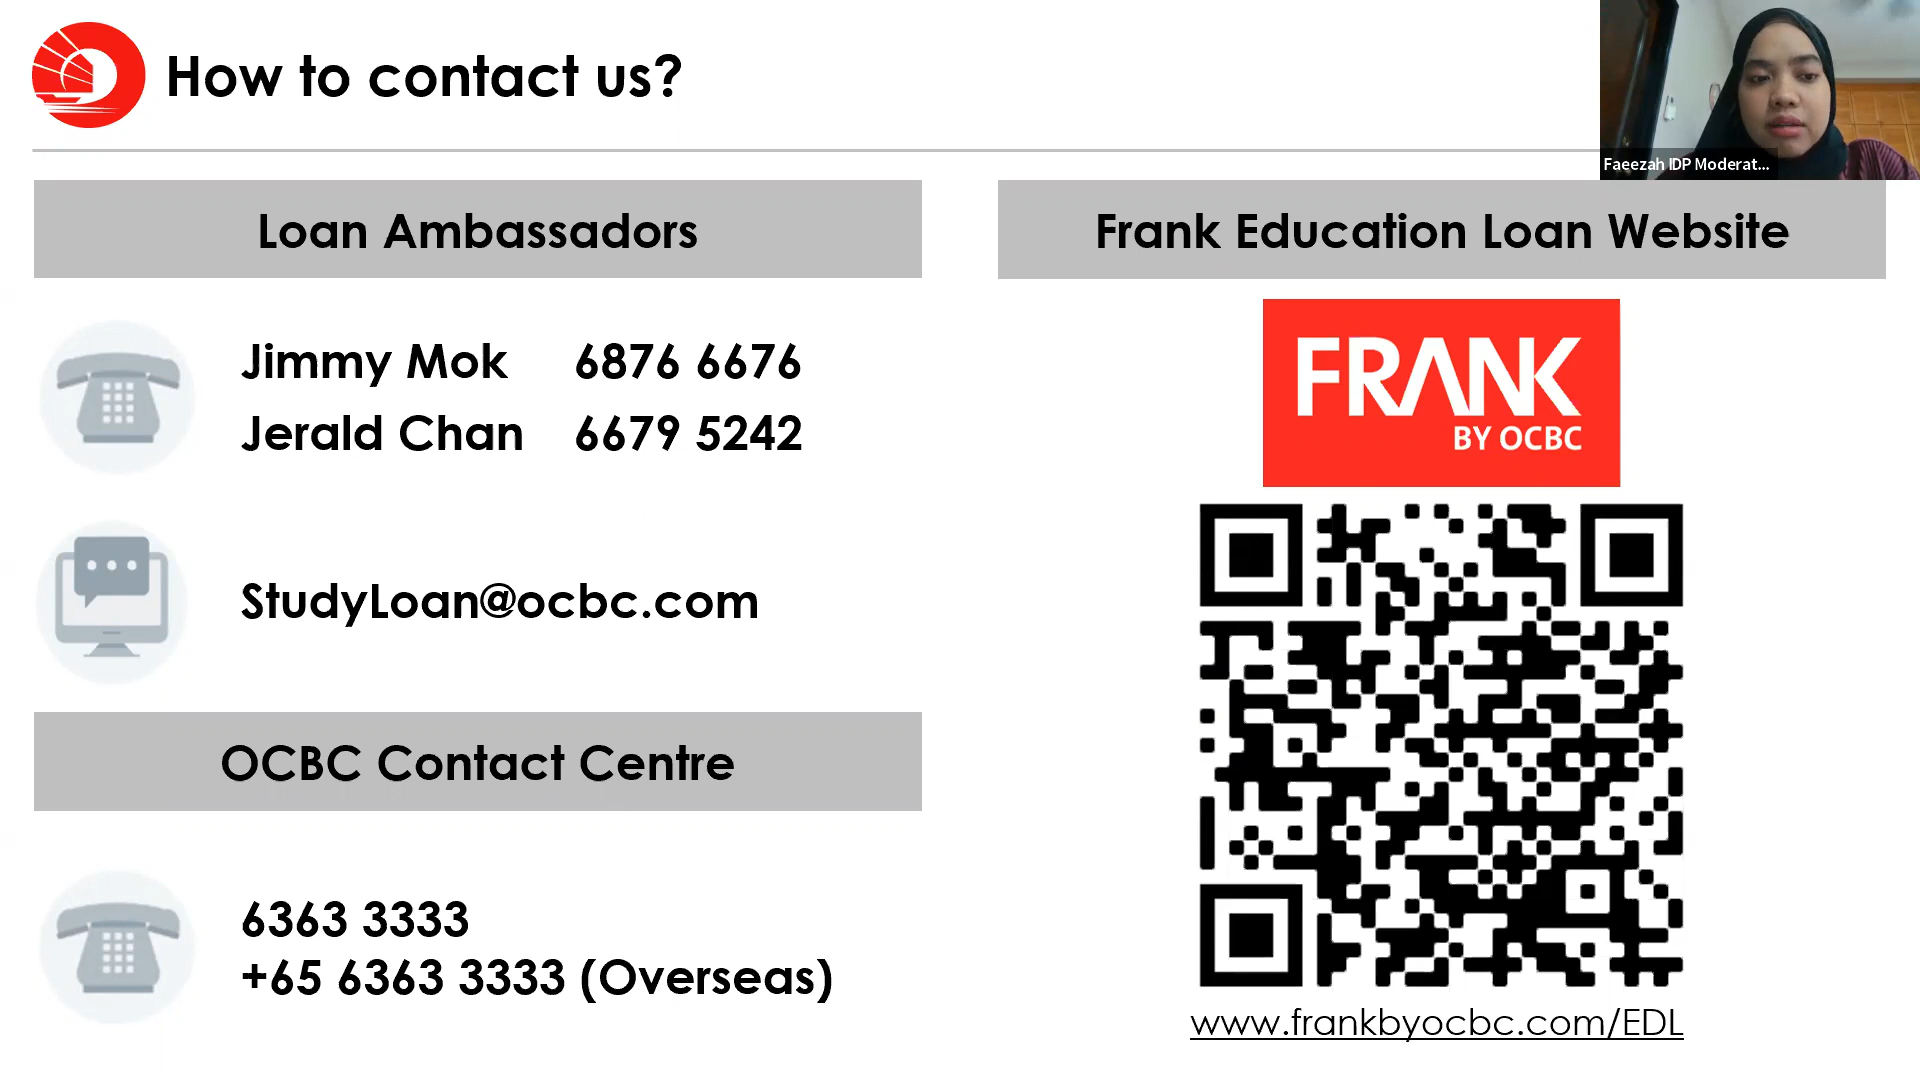 How to contact us?
Faeezah IDP Moderat...
Loan Ambassadors
Jimmy Mok 6876 6676
Jerald Chan 6679 5242
StudyLoan@ocbc.com
OCBC Contact Centre
6363 3333
+65 6363 3333 (Overseas)
Frank Education Loan Website
FRANK
BY OCBC
www.frankbyocbc.com/EDL